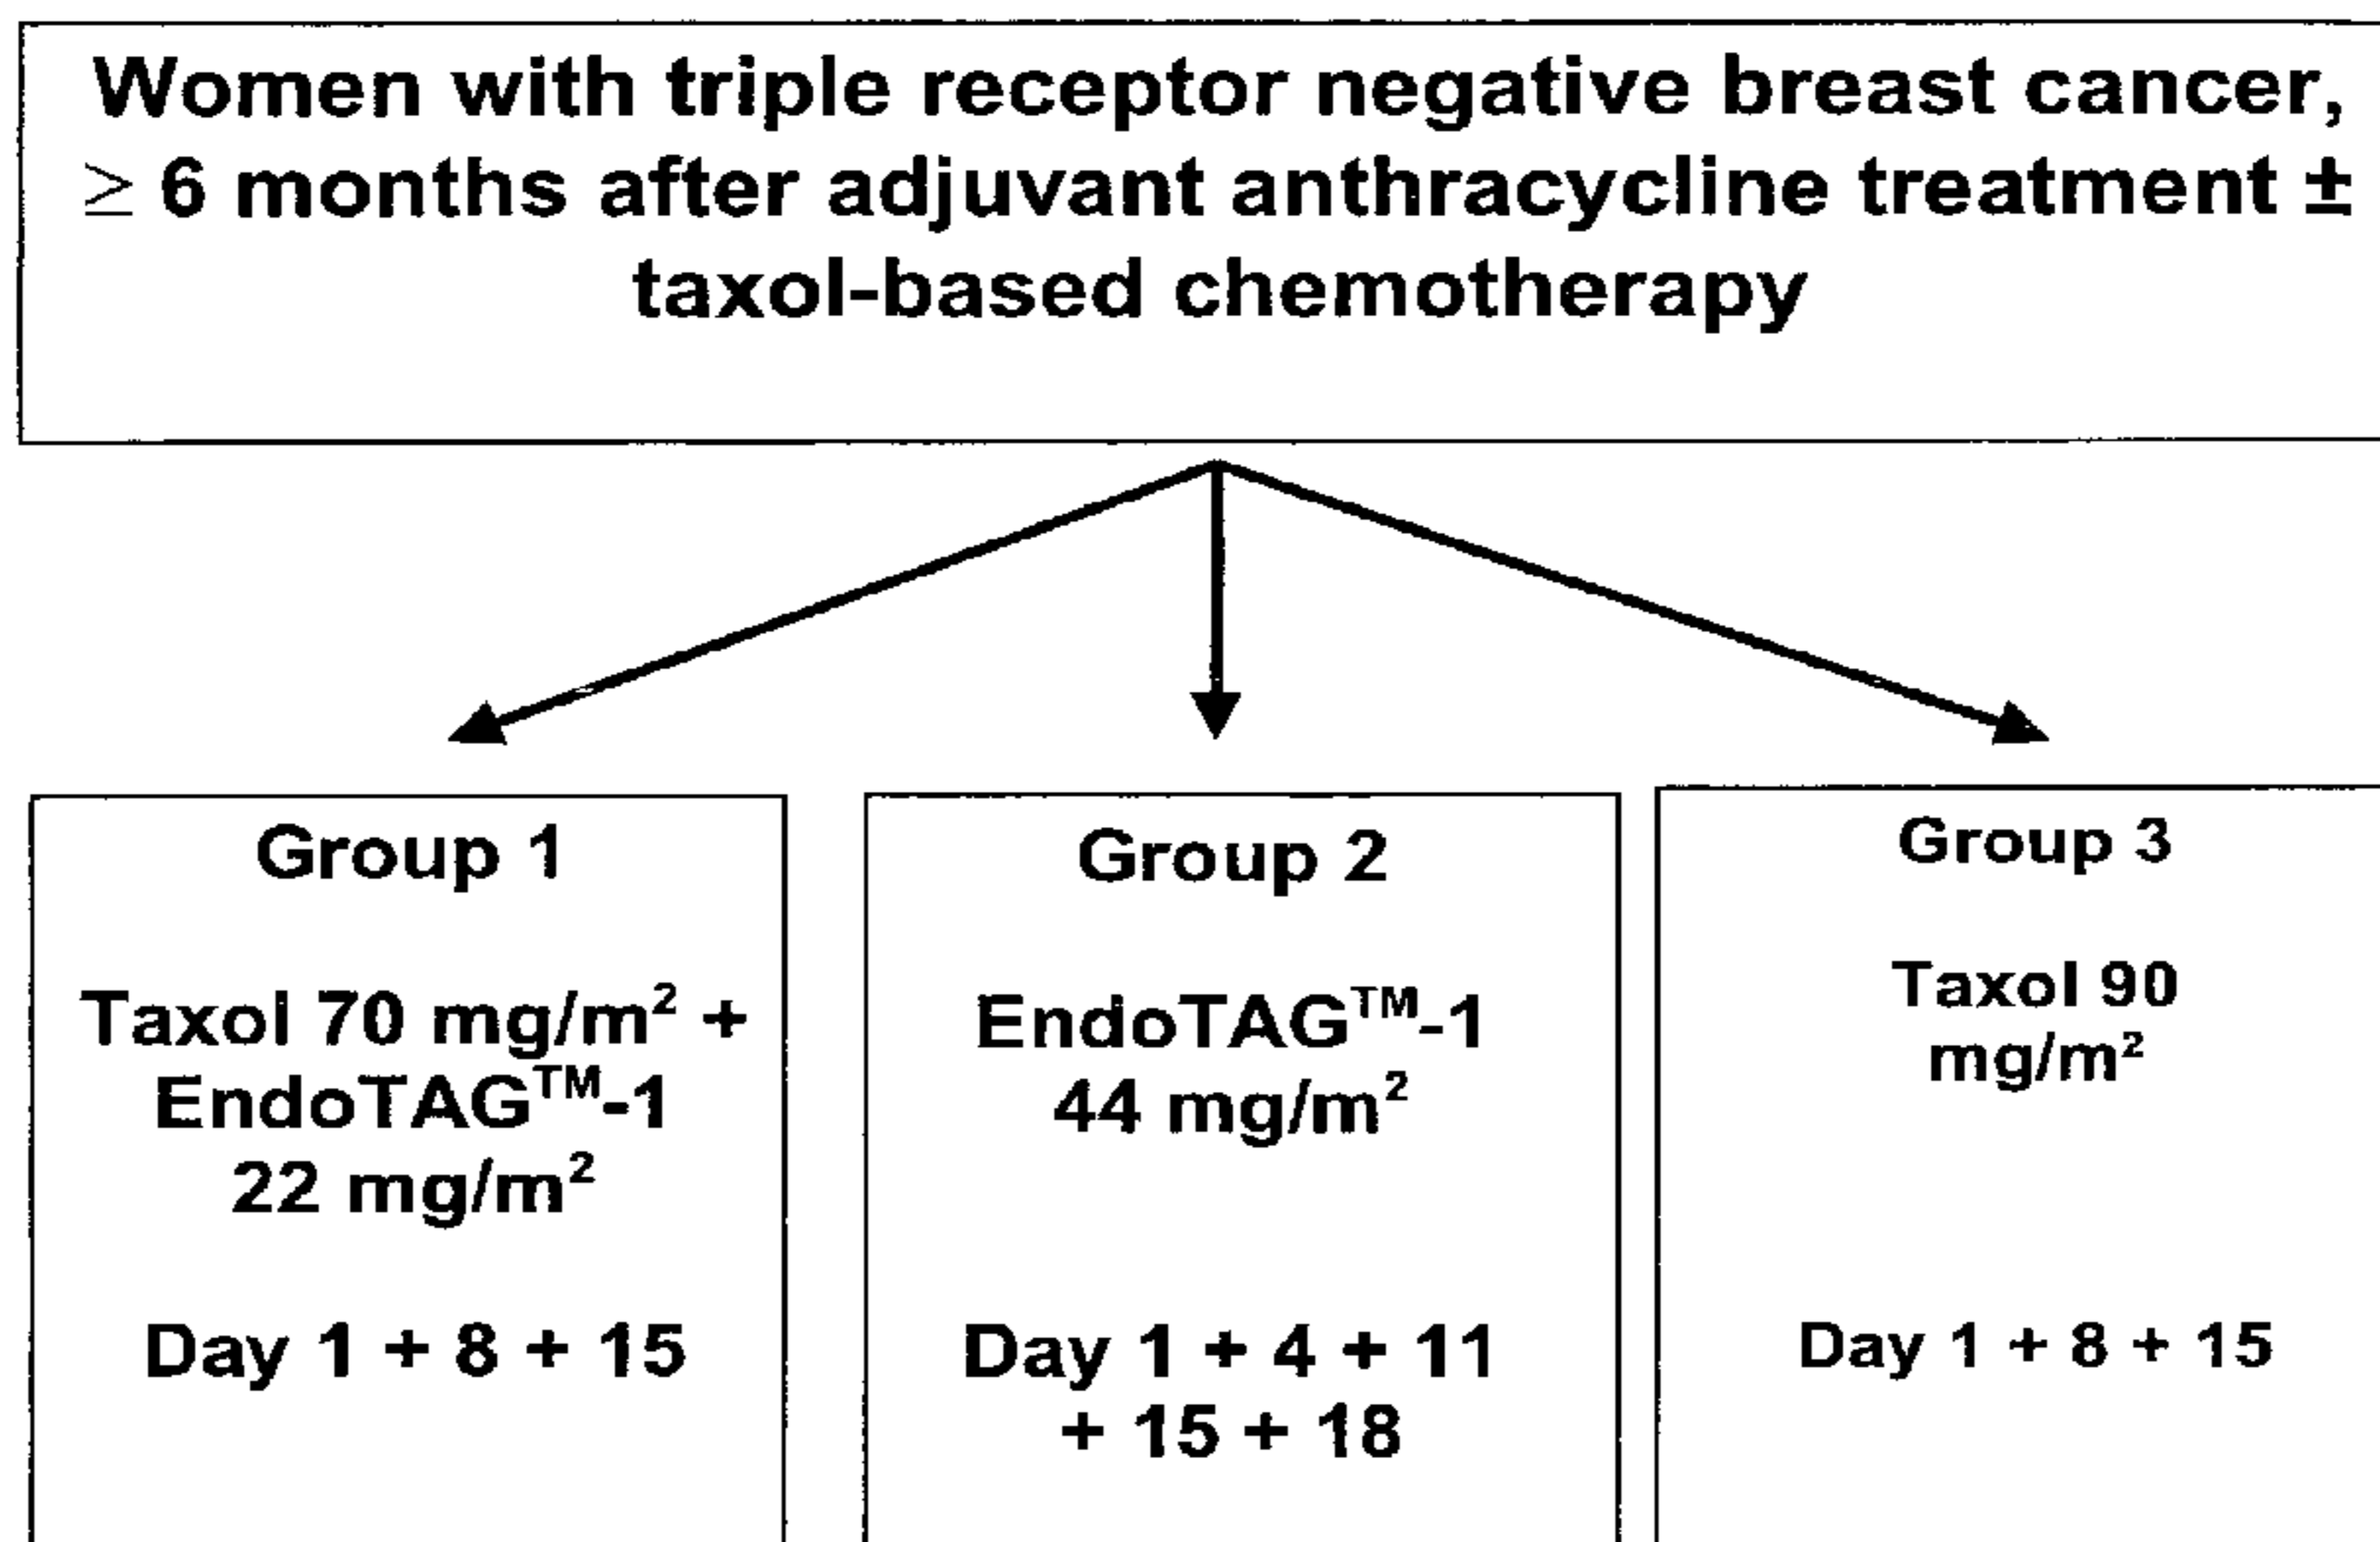 Women with triple receptor negative breast cancer,
≥ 6 months after adjuvant anthracycline treatment ±
taxol-based chemotherapy
Group 1
Taxol 70 mg/m² +
EndoTAG™-1
22 mg/m²
Day 1 + 8 + 15
Group 2
EndoTAG™-1
44 mg/m²
Day 1 + 4 + 11
+ 15 + 18
Group 3
Taxol 90
mg/m²
Day 1 + 8 + 15